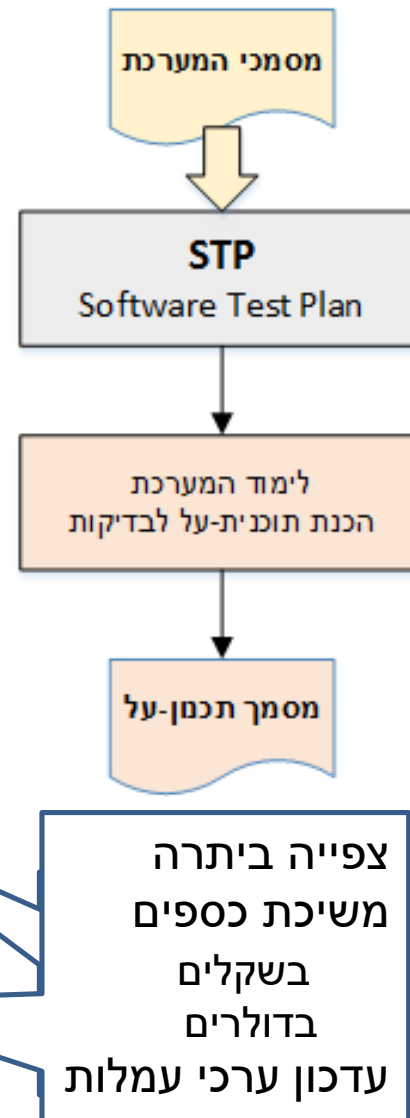 מסמכי המערכת
STP
Software Test Plan
לימוד המערכת
הכנת תוכנית-על לבדיקות
מסמך תכנון-על
צפייה ביתרה
משיכת כספים
בשקלים
בדולרים
עדכון ערכי עמלות